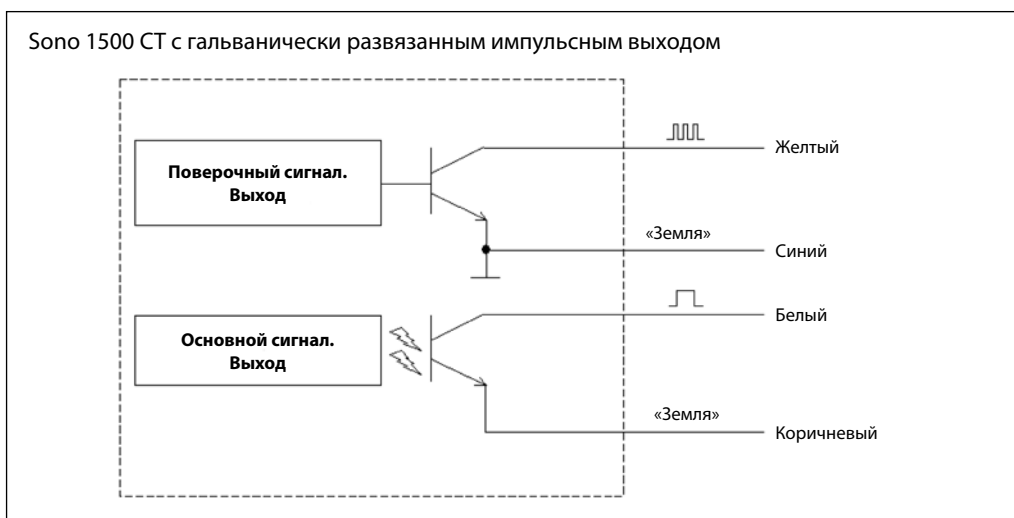 Sono 1500 CT с гальванически развязанным импульсным выходом
Поверочный сигнал.
Выход
Желтый
«Земля»
Синий
Основной сигнал.
Выход
Белый
«Земля»
Коричневый